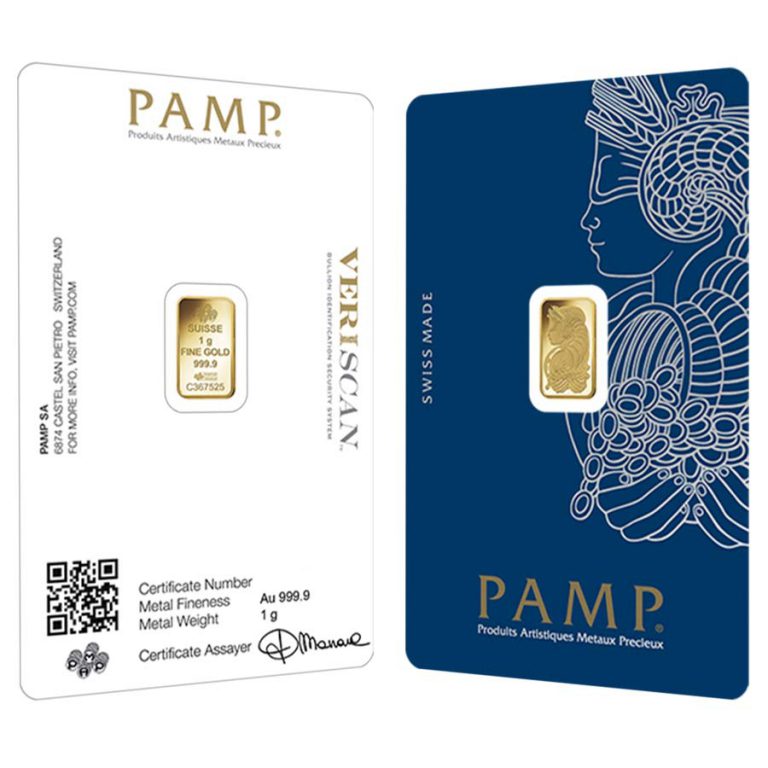 PAMP®
Produits Artistiques Metaux Precieux
PAMP SA
6874 CASTEL SAN PIETRO SWITZERLAND
FOR MORE INFO, VISIT PAMP.COM
SUISSE
1 g
FINE GOLD
999.9
C367525
VERISCAN™
BULLION IDENTIFICATION SECURITY SYSTEM
Certificate Number
Metal Fineness Au 999.9
Metal Weight 1 g
Certificate Assayer
PAMP
SWISS MADE
PAMP®
Produits Artistiques Metaux Precieux